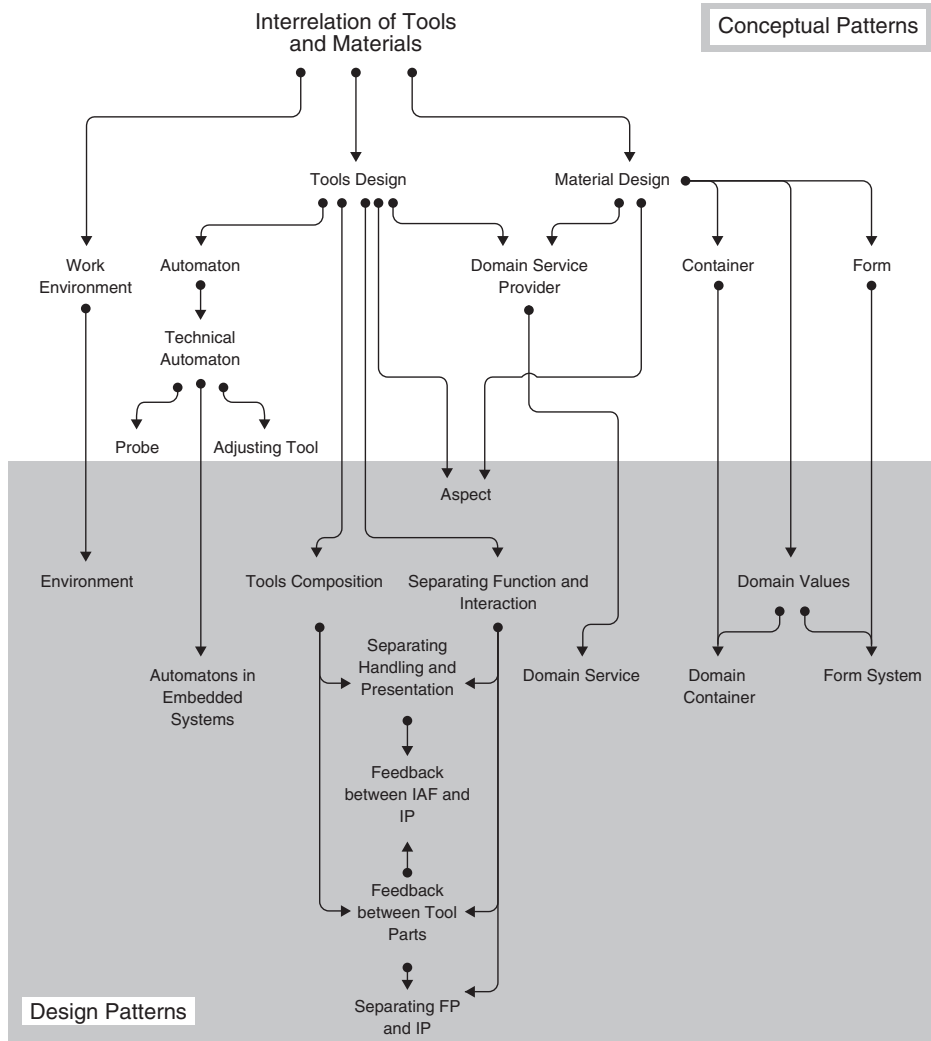 Interrelation of Tools
and Materials
Conceptual Patterns
Tools Design
Material Design
Work
Environment
Automaton
Domain Service
Provider
Container
Form
Technical
Automaton
Probe
Adjusting Tool
Aspect
Environment
Tools Composition
Separating Function and
Interaction
Domain Values
Separating
Handling and
Presentation
Automatons in
Embedded
Systems
Domain Service
Domain
Container
Form System
Feedback
between IAF and
IP
Feedback
between Tool
Parts
Separating FP
and IP
Design Patterns